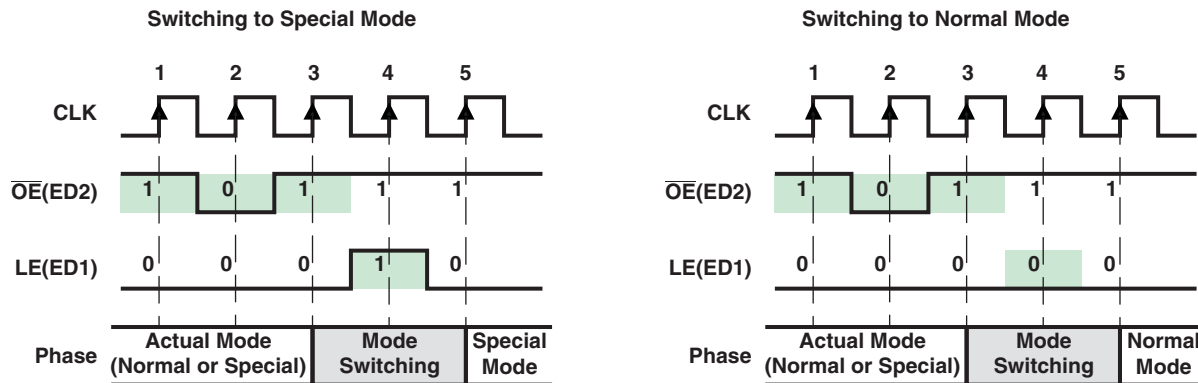 Switching to Special Mode
1 2 3 4 5
CLK
OE(ED2)
1 0 1 1 1
LE(ED1)
0 0 0 1 0
Phase
Actual Mode
(Normal or Special)
Mode
Switching
Special
Mode
Switching to Normal Mode
1 2 3 4 5
CLK
OE(ED2)
1 0 1 1 1
LE(ED1)
0 0 0 0 0
Phase
Actual Mode
(Normal or Special)
Mode
Switching
Normal
Mode